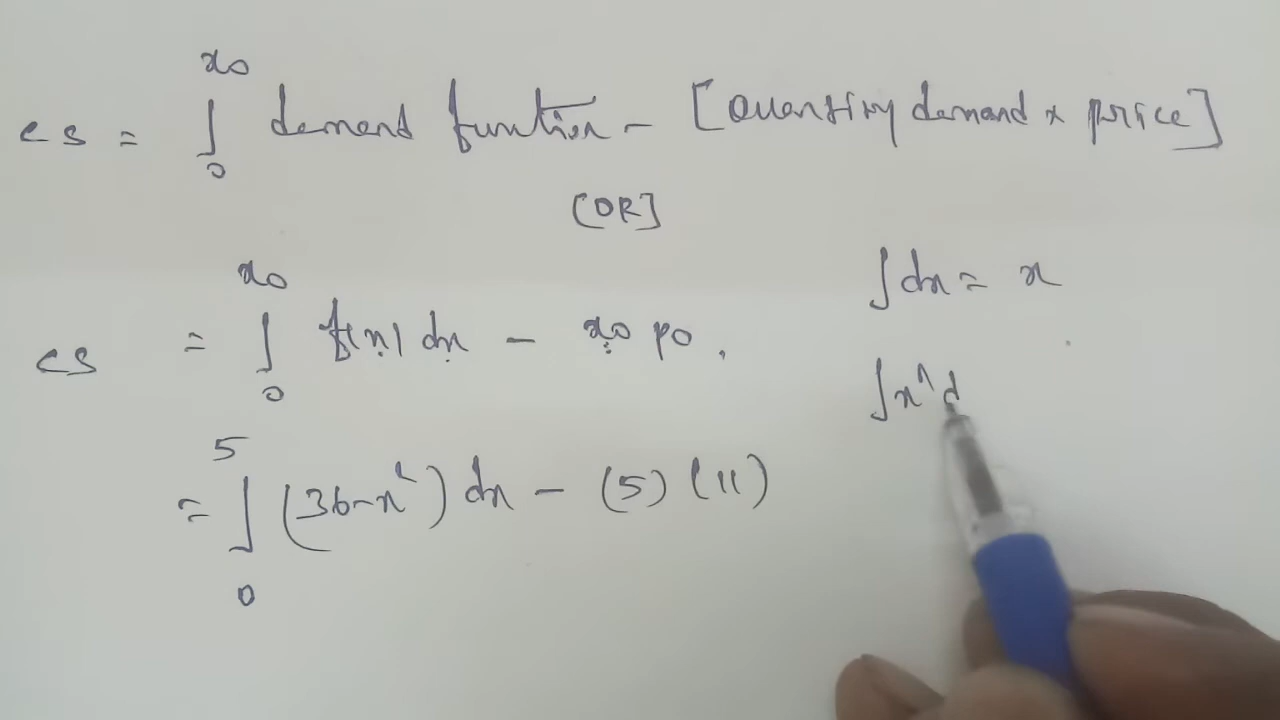 CS = ∫₀^x₀ demand function - [Quantity demand x price]
[OR]
CS = ∫₀^x₀ f(x) dx - x₀ p₀.
= ∫₀^5 (36-x²) dx - (5) (11)
∫dx = x
∫xⁿ d